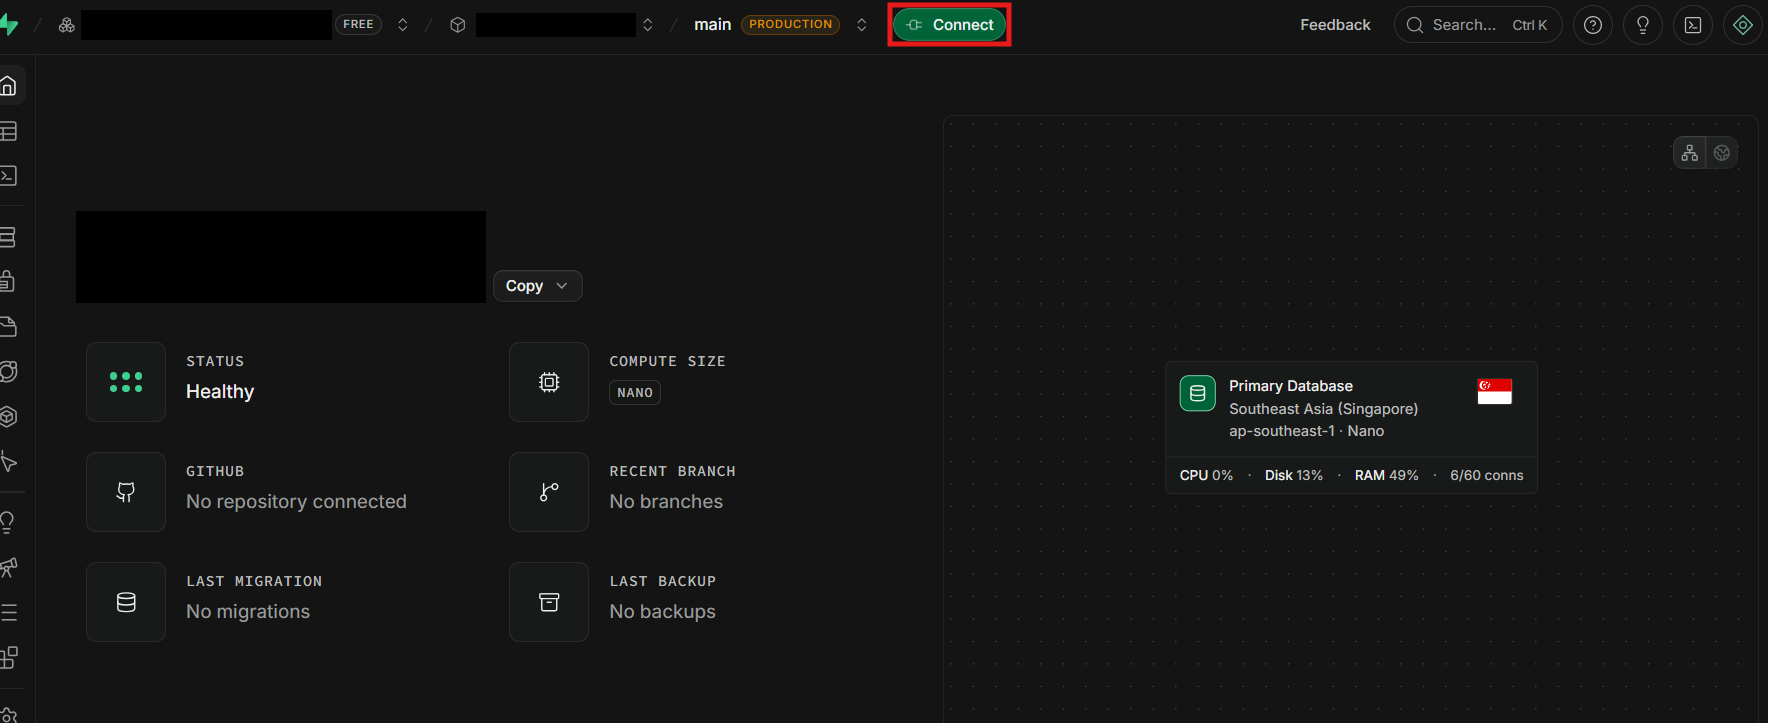 FREE
main PRODUCTION
Connect
Feedback
Search... Ctrl K
Copy
STATUS
Healthy
COMPUTE SIZE
NANO
GITHUB
No repository connected
RECENT BRANCH
No branches
LAST MIGRATION
No migrations
LAST BACKUP
No backups
Primary Database
Southeast Asia (Singapore)
ap-southeast-1 · Nano
CPU 0% · Disk 13% · RAM 49% · 6/60 conns